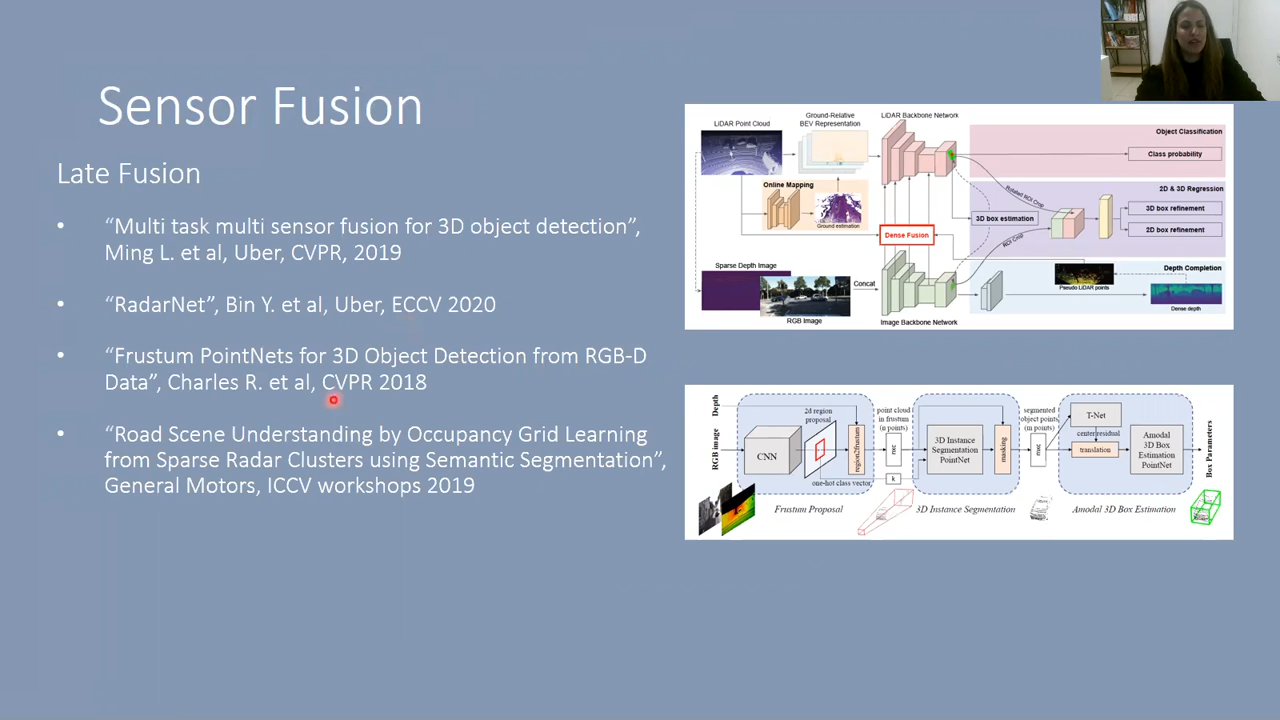 Sensor Fusion
Late Fusion
• “Multi task multi sensor fusion for 3D object detection”,
Ming L. et al, Uber, CVPR, 2019
• “RadarNet”, Bin Y. et al, Uber, ECCV 2020
• “Frustum PointNets for 3D Object Detection from RGB-D
Data”, Charles R. et al, CVPR 2018
• “Road Scene Understanding by Occupancy Grid Learning
from Sparse Radar Clusters using Semantic Segmentation”,
General Motors, ICCV workshops 2019
LiDAR Point Cloud
Ground-Relative
BEV Representation
LiDAR Backbone Network
Object Classification
Class probability
Online Mapping
Ground estimation
Rotated ROI Crop
2D & 3D Regression
3D box estimation
3D box refinement
2D box refinement
Dense Fusion
ROI Crop
Sparse Depth Image
RGB Image
Concat
Image Backbone Network
Pseudo LiDAR points
Depth Completion
Dense depth
Depth
RGB image
CNN
2d region
proposal
region2frustum
one-hot class vector
Frustum Proposal
point cloud
in frustum
(n points)
nxc
k
3D Instance
Segmentation
PointNet
masking
3D Instance Segmentation
segmented
object points
(m points)
mxc
T-Net
center residual
translation
Amodal
3D Box
Estimation
PointNet
Amodal 3D Box Estimation
Box Parameters